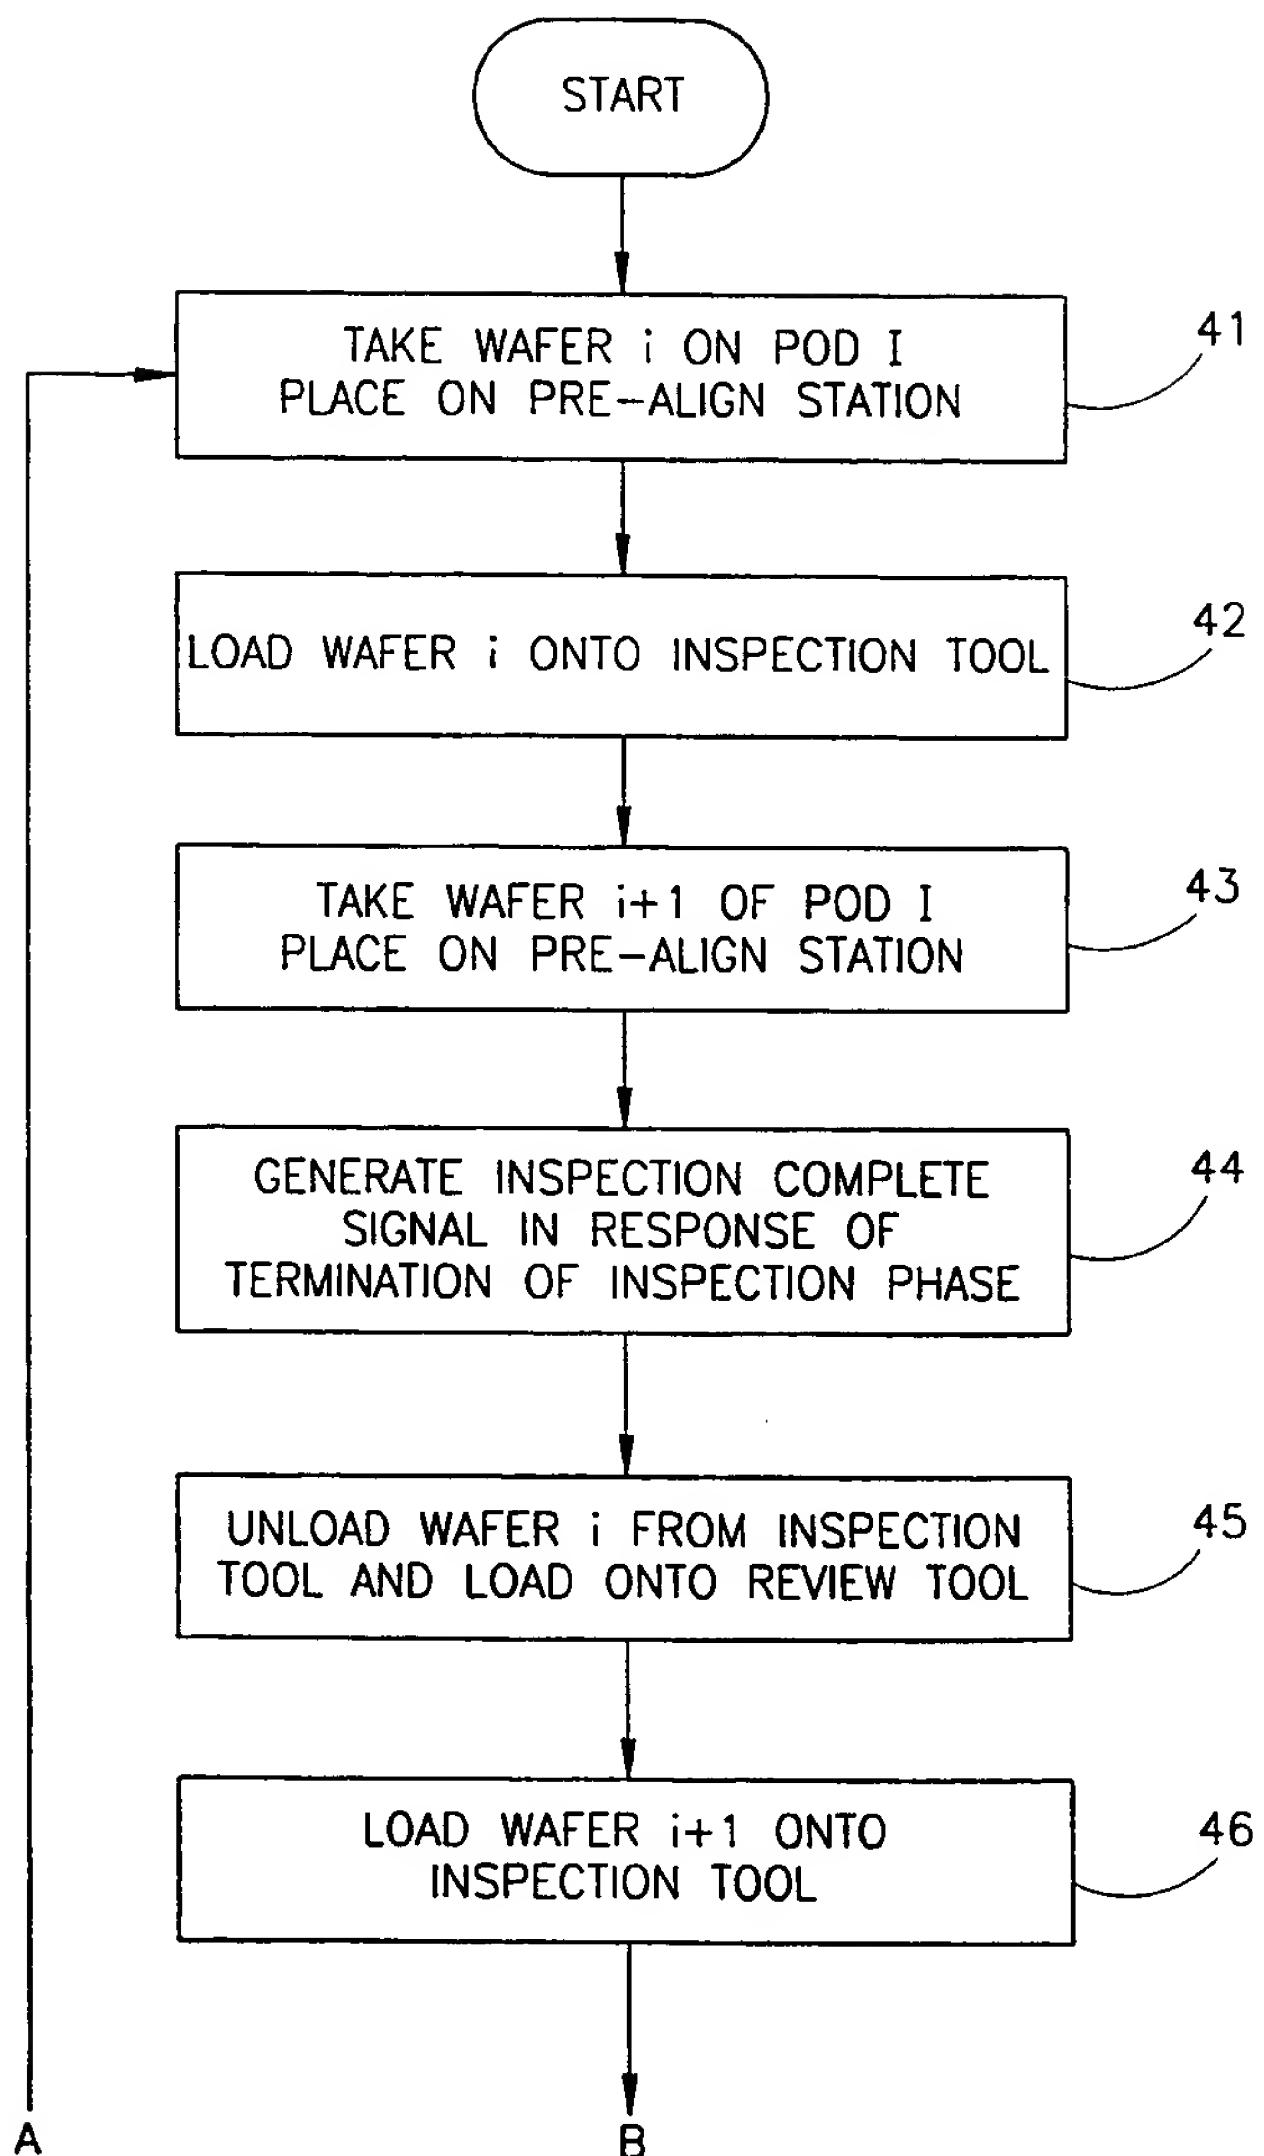 START
TAKE WAFER i ON POD I
PLACE ON PRE-ALIGN STATION
41
LOAD WAFER i ONTO INSPECTION TOOL
42
TAKE WAFER i+1 OF POD I
PLACE ON PRE-ALIGN STATION
43
GENERATE INSPECTION COMPLETE
SIGNAL IN RESPONSE OF
TERMINATION OF INSPECTION PHASE
44
UNLOAD WAFER i FROM INSPECTION
TOOL AND LOAD ONTO REVIEW TOOL
45
LOAD WAFER i+1 ONTO
INSPECTION TOOL
46
A
B